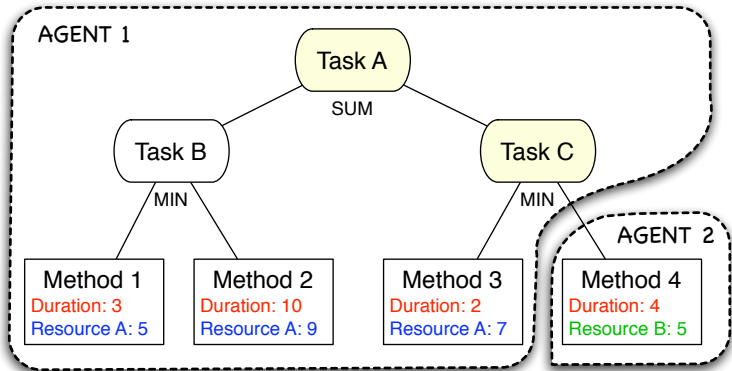 AGENT 1
Task A
SUM
Task B
Task C
MIN
MIN
AGENT 2
Method 1
Duration: 3
Resource A: 5
Method 2
Duration: 10
Resource A: 9
Method 3
Duration: 2
Resource A: 7
Method 4
Duration: 4
Resource B: 5